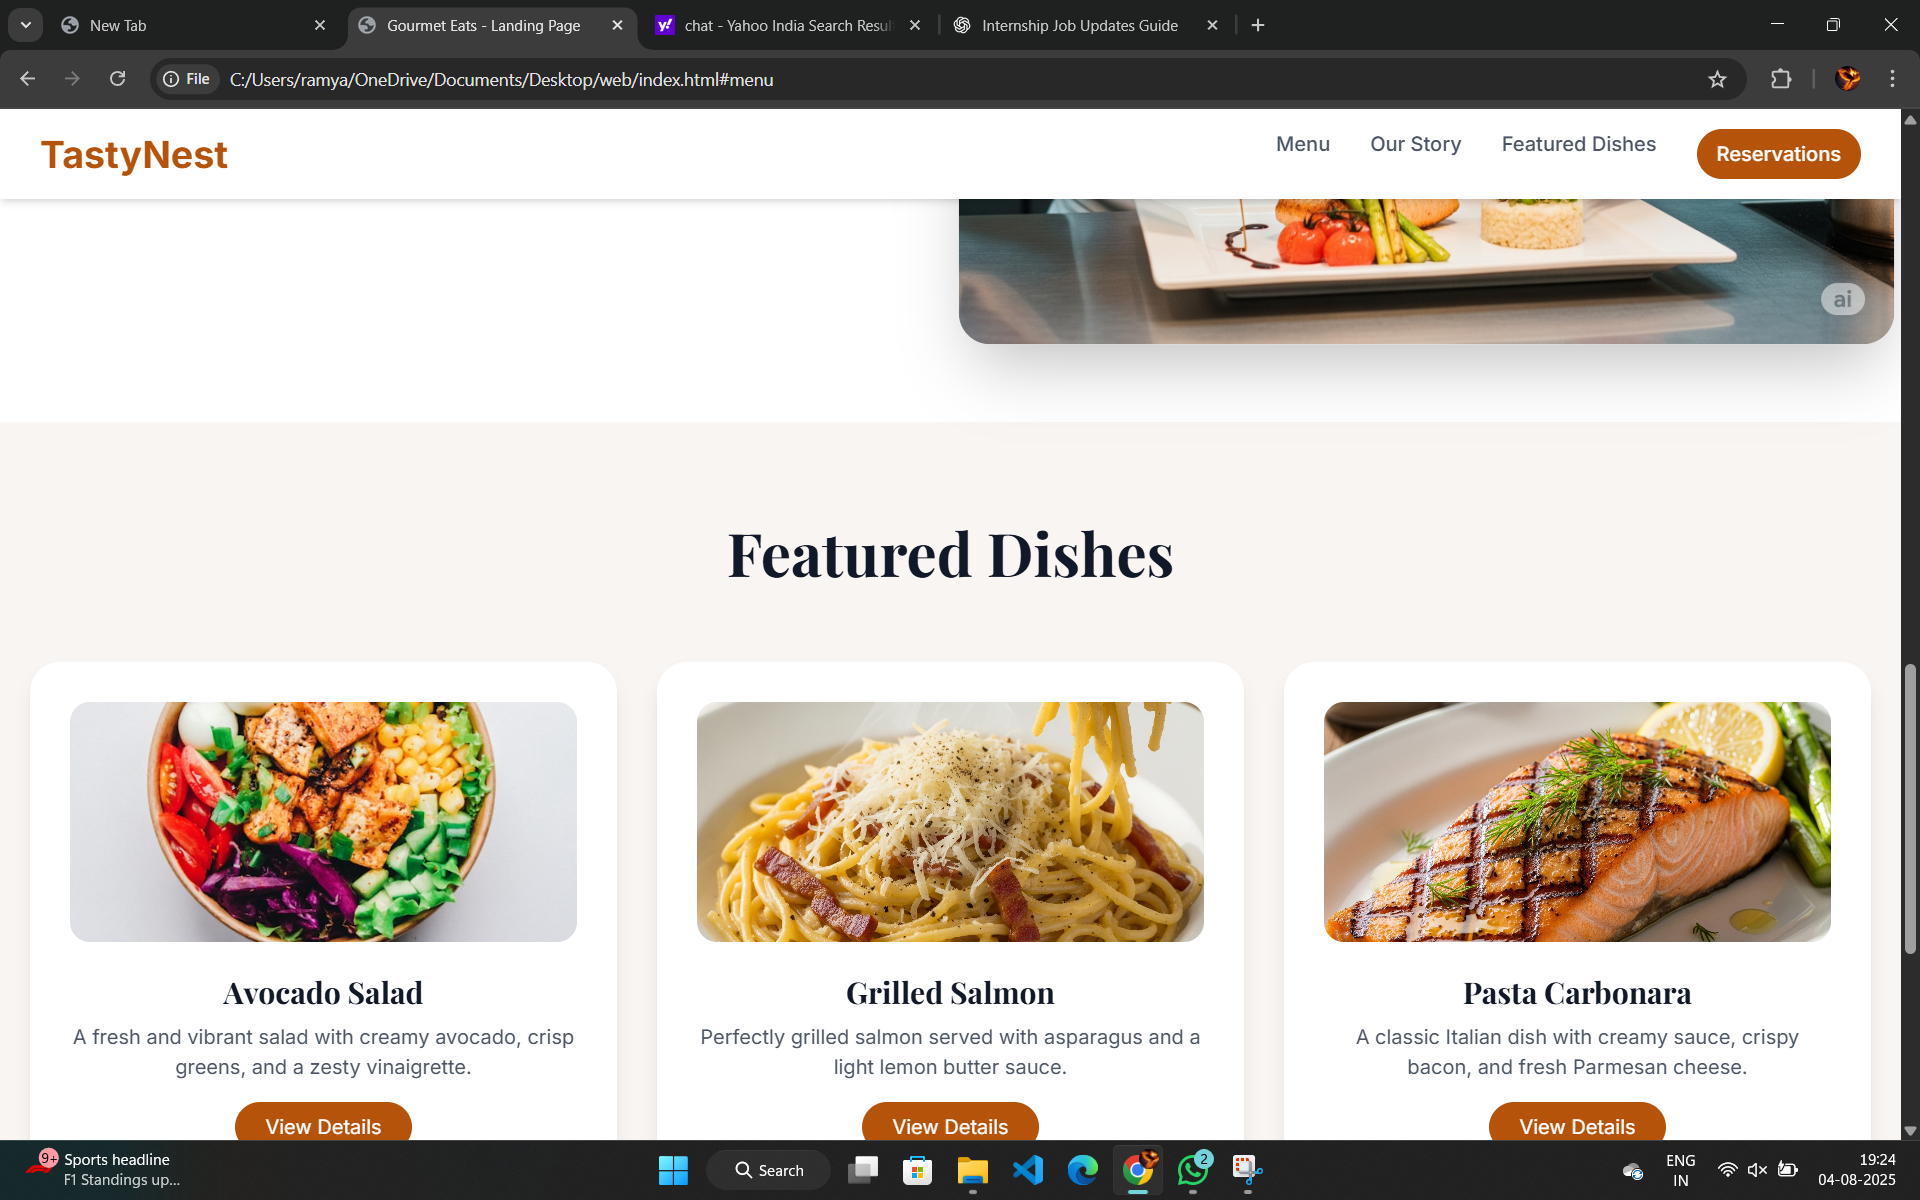 New Tab
Gourmet Eats - Landing Page
chat - Yahoo India Search Resul
Internship Job Updates Guide
File
C:/Users/ramya/OneDrive/Documents/Desktop/web/index.html#menu
TastyNest
Menu
Our Story
Featured Dishes
Reservations
ai
Featured Dishes
Avocado Salad
A fresh and vibrant salad with creamy avocado, crisp
greens, and a zesty vinaigrette.
View Details
Grilled Salmon
Perfectly grilled salmon served with asparagus and a
light lemon butter sauce.
View Details
Pasta Carbonara
A classic Italian dish with creamy sauce, crispy
bacon, and fresh Parmesan cheese.
View Details
9+
Sports headline
F1 Standings up...
Search
2
ENG
IN
19:24
04-08-2025